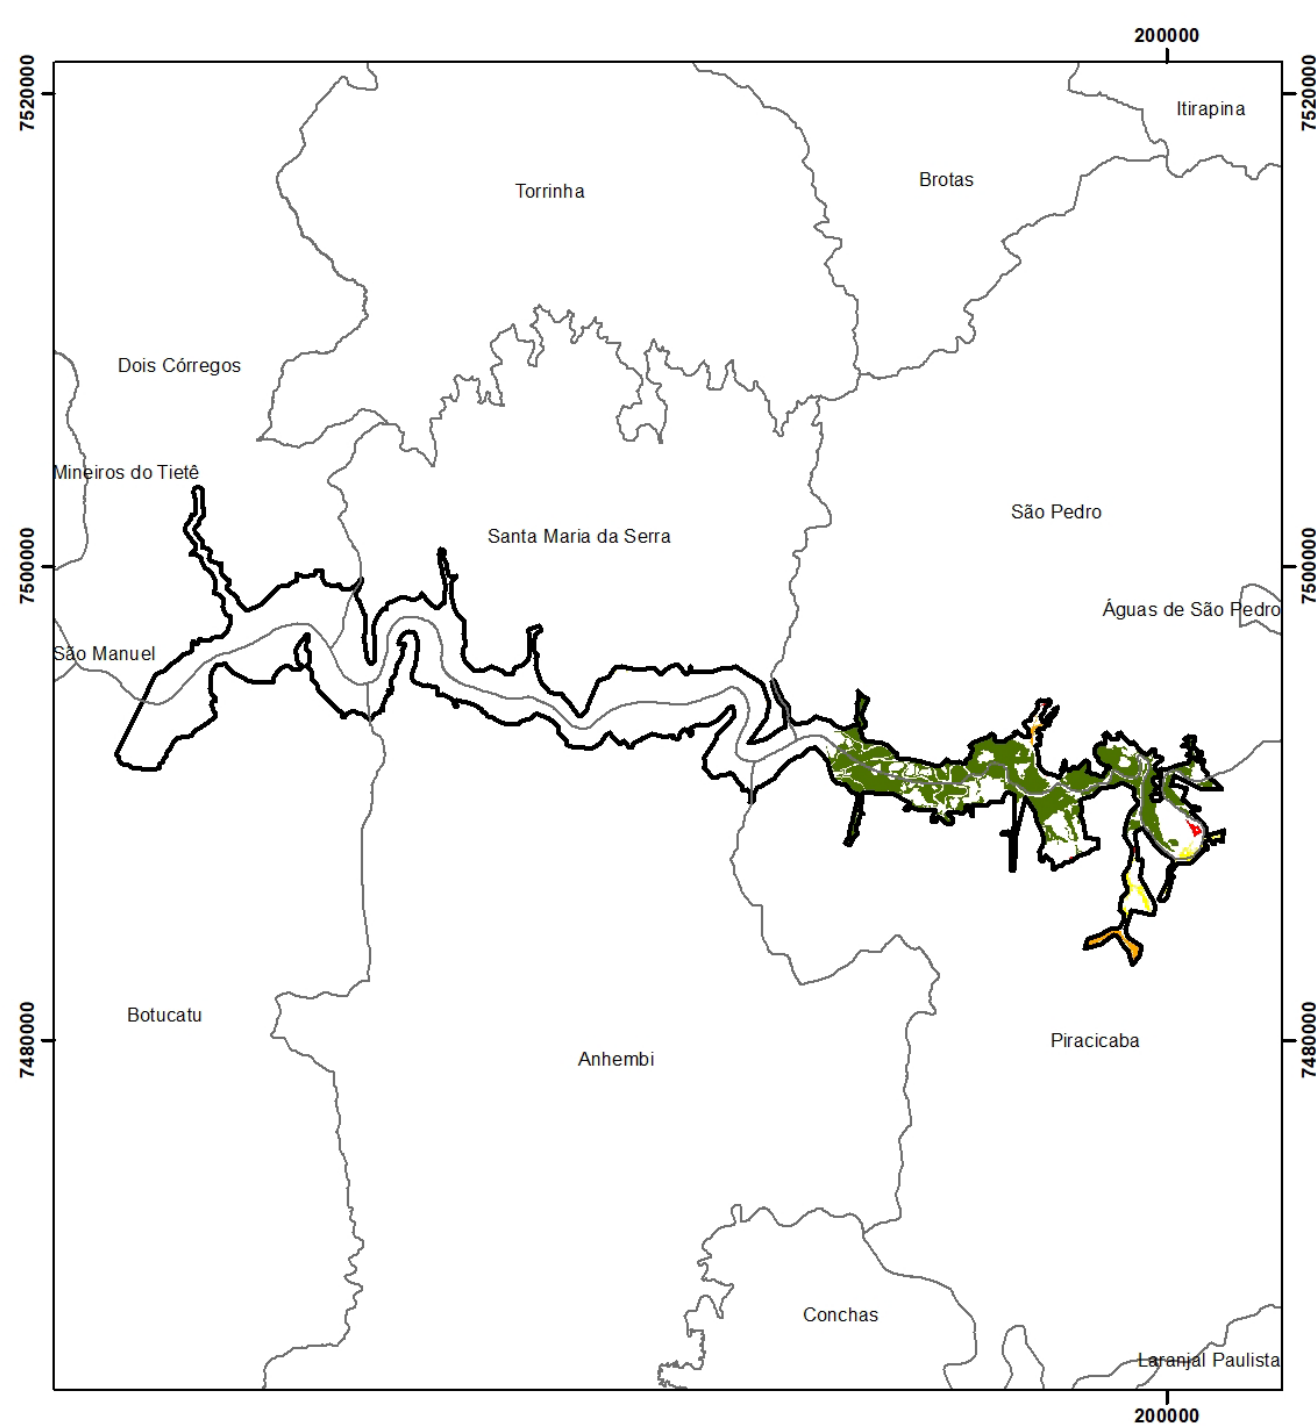 200000
7520000
7520000
Itirapina
Brotas
Torrinha
Dois Córregos
Mineiros do Tietê
São Pedro
Santa Maria da Serra
7500000
7500000
Águas de São Pedro
São Manuel
Botucatu
7480000
7480000
Piracicaba
Anhembi
Conchas
Laranjal Paulista
200000